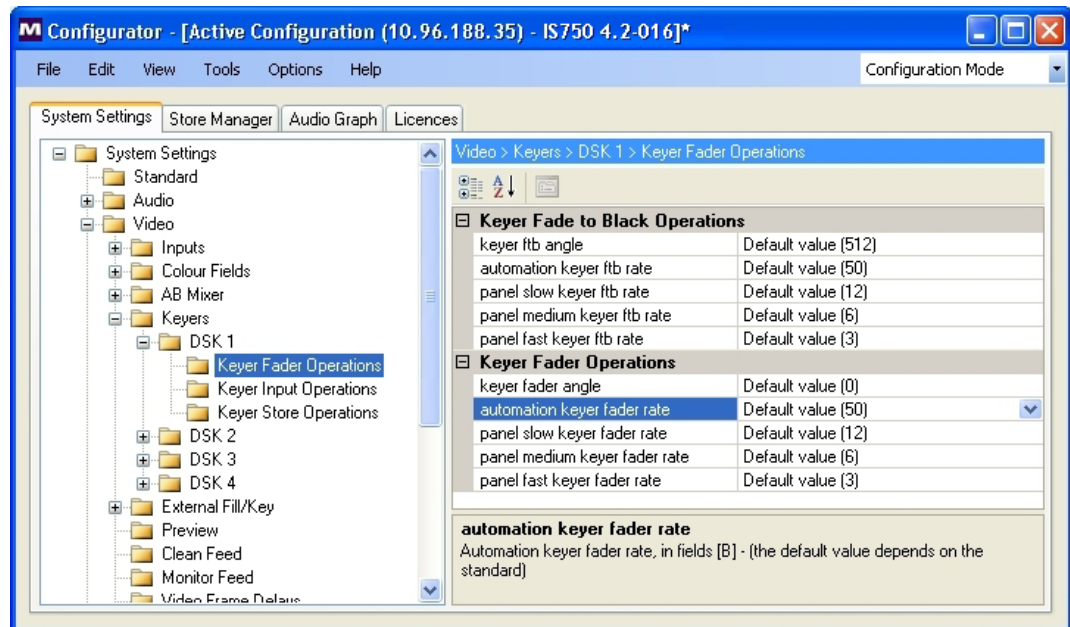 M Configurator - [Active Configuration (10.96.188.35) - IS750 4.2-016]*
File Edit View Tools Options Help Configuration Mode
System Settings Store Manager Audio Graph Licences
System Settings
Standard
Audio
Video
Inputs
Colour Fields
AB Mixer
Keyers
DSK 1
Keyer Fader Operations
Keyer Input Operations
Keyer Store Operations
DSK 2
DSK 3
DSK 4
External Fill/Key
Preview
Clean Feed
Monitor Feed
Video Frame Delays
Video > Keyers > DSK 1 > Keyer Fader Operations
Keyer Fade to Black Operations
keyer ftb angle Default value (512)
automation keyer ftb rate Default value (50)
panel slow keyer ftb rate Default value (12)
panel medium keyer ftb rate Default value (6)
panel fast keyer ftb rate Default value (3)
Keyer Fader Operations
keyer fader angle Default value (0)
automation keyer fader rate Default value (50)
panel slow keyer fader rate Default value (12)
panel medium keyer fader rate Default value (6)
panel fast keyer fader rate Default value (3)
automation keyer fader rate
Automation keyer fader rate, in fields [B] - (the default value depends on the
standard)